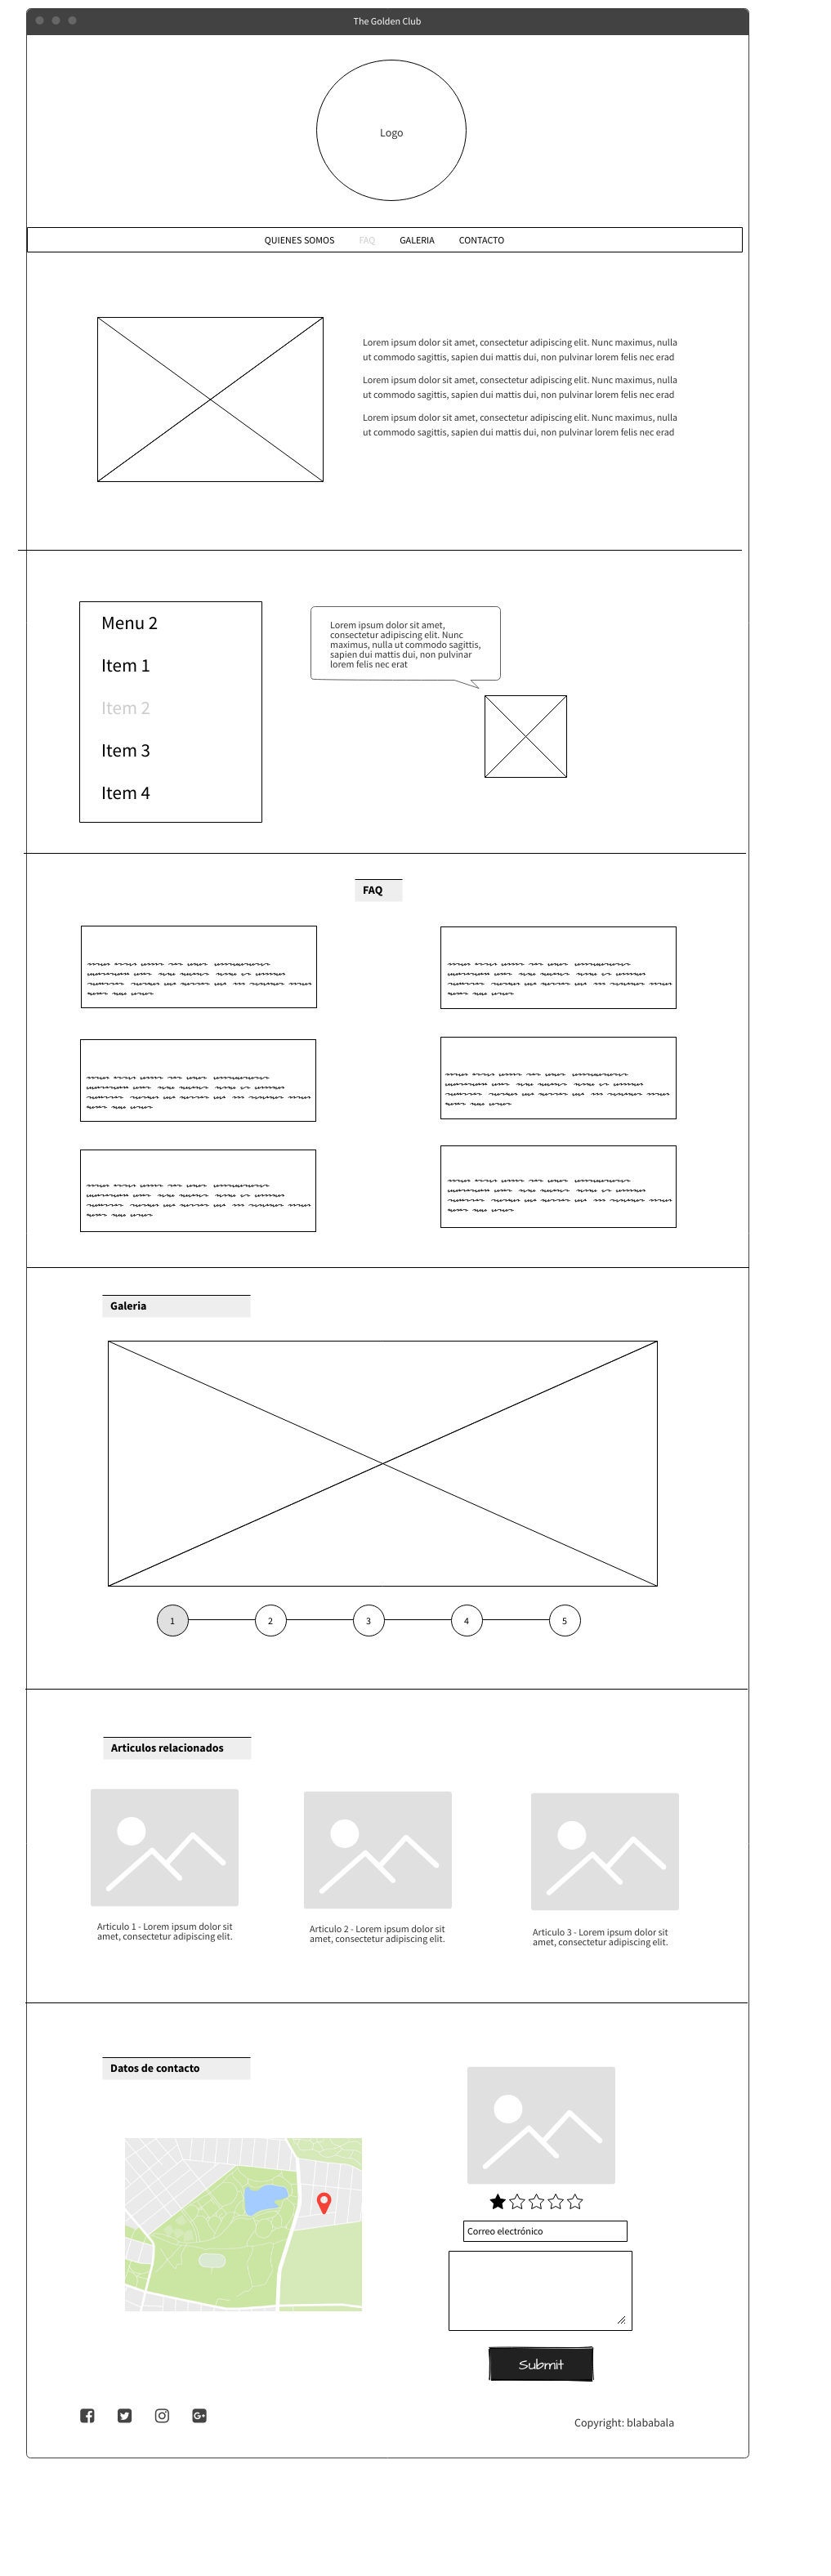 The Golden Club
Logo
QUIENES SOMOS FAQ GALERIA CONTACTO
Lorem ipsum dolor sit amet, consectetur adipiscing elit. Nunc maximus, nulla
ut commodo sagittis, sapien dui mattis dui, non pulvinar lorem felis nec erad
Lorem ipsum dolor sit amet, consectetur adipiscing elit. Nunc maximus, nulla
ut commodo sagittis, sapien dui mattis dui, non pulvinar lorem felis nec erad
Lorem ipsum dolor sit amet, consectetur adipiscing elit. Nunc maximus, nulla
ut commodo sagittis, sapien dui mattis dui, non pulvinar lorem felis nec erad
Menu 2
Item 1
Item 2
Item 3
Item 4
Lorem ipsum dolor sit amet,
consectetur adipiscing elit. Nunc
maximus, nulla ut commodo sagittis,
sapien dui mattis dui, non pulvinar
lorem felis nec erat
FAQ
Galeria
1 2 3 4 5
Articulos relacionados
Articulo 1 - Lorem ipsum dolor sit
amet, consectetur adipiscing elit.
Articulo 2 - Lorem ipsum dolor sit
amet, consectetur adipiscing elit.
Articulo 3 - Lorem ipsum dolor sit
amet, consectetur adipiscing elit.
Datos de contacto
Correo electrónico
Submit
Copyright: blababala